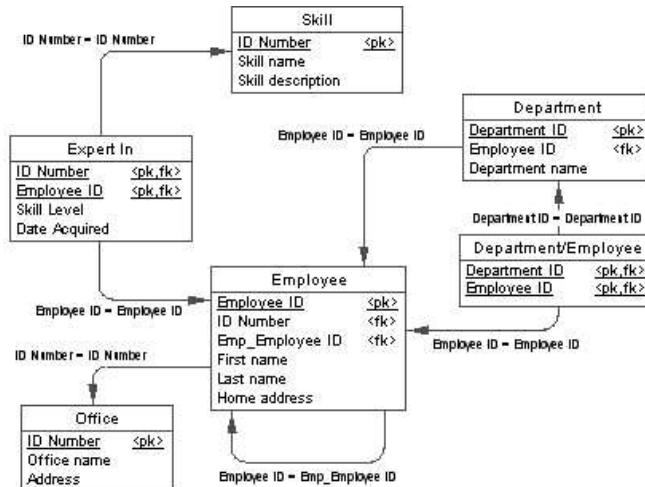 Skill
ID Number <pk>
Skill name
Skill description
ID Number = ID Number
Department
Department ID <pk>
Employee ID <fk>
Department name
Employee ID = Employee ID
Expert In
ID Number <pk,fk>
Employee ID <pk,fk>
Skill Level
Date Acquired
Department ID = Department ID
Department/Employee
Department ID <pk,fk>
Employee ID <pk,fk>
Employee
Employee ID <pk>
ID Number <fk>
Emp_Employee ID <fk>
First name
Last name
Home address
Employee ID = Employee ID
Employee ID = Employee ID
ID Number = ID Number
Office
ID Number <pk>
Office name
Address
Employee ID = Emp_Employee ID